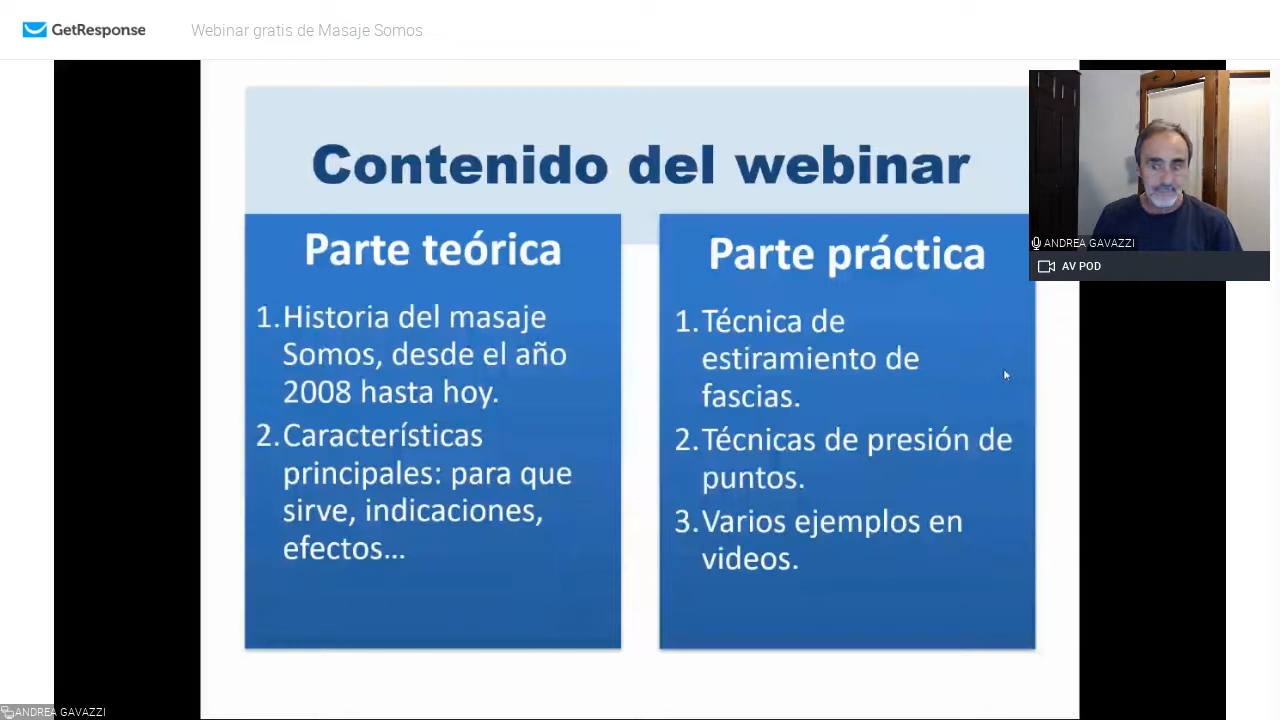 GetResponse
Webinar gratis de Masaje Somos
Contenido del webinar
Parte teórica
1.Historia del masaje
Somos, desde el año
2008 hasta hoy.
2.Características
principales: para que
sirve, indicaciones,
efectos...
Parte práctica
1.Técnica de
estiramiento de
fascias.
2.Técnicas de presión de
puntos.
3.Varios ejemplos en
videos.
ANDREA GAVAZZI
AV POD
ANDREA GAVAZZI